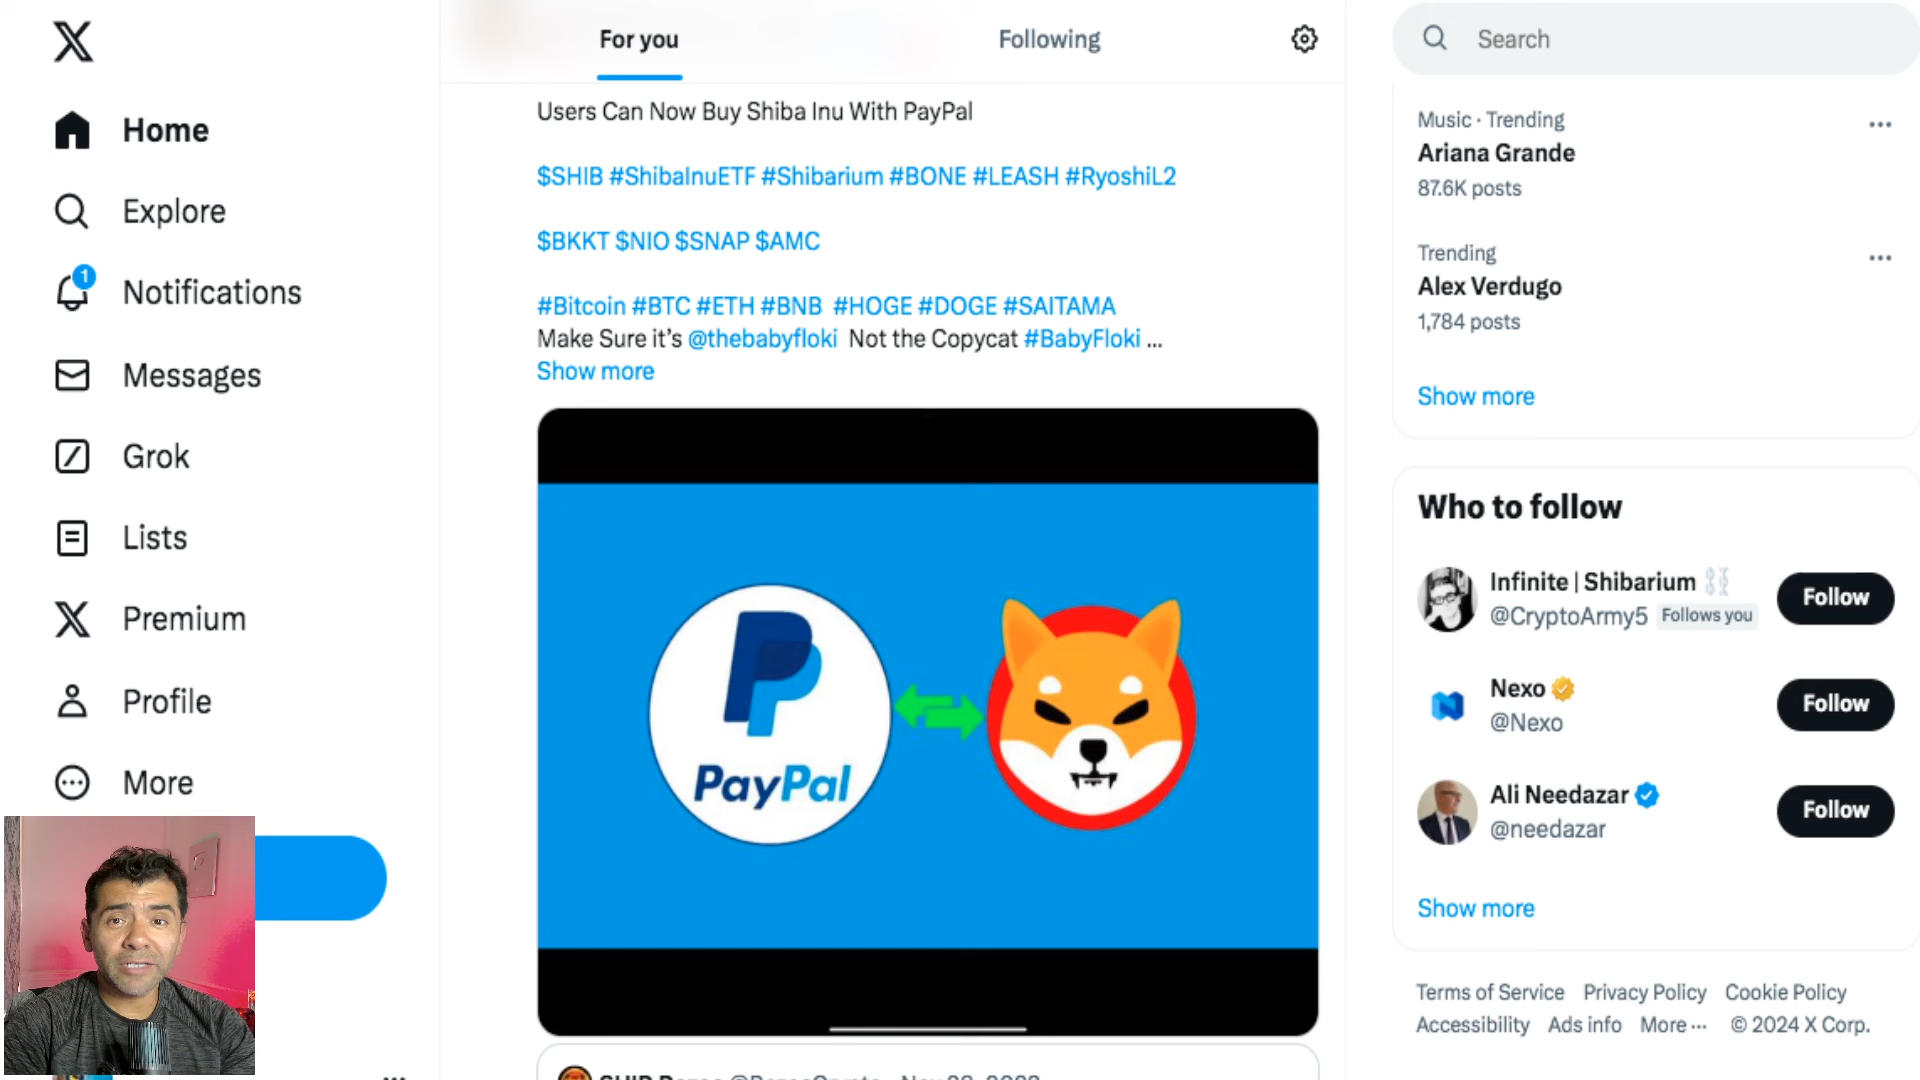 Home
Explore
1
Notifications
Messages
Grok
Lists
Premium
Profile
More
For you
Following
Users Can Now Buy Shiba Inu With PayPal
$SHIB #ShibaInuETF #Shibarium #BONE #LEASH #RyoshiL2
$BKKT $NIO $SNAP $AMC
#Bitcoin #BTC #ETH #BNB #HOGE #DOGE #SAITAMA
Make Sure it's @thebabyfloki Not the Copycat #BabyFloki ...
Show more
PayPal
Search
Music · Trending
Ariana Grande
87.6K posts
Trending
Alex Verdugo
1,784 posts
Show more
Who to follow
Infinite | Shibarium
@CryptoArmy5 Follows you
Follow
Nexo
@Nexo
Follow
Ali Needazar
@needazar
Follow
Show more
Terms of Service Privacy Policy Cookie Policy
Accessibility Ads info More ··· © 2024 X Corp.